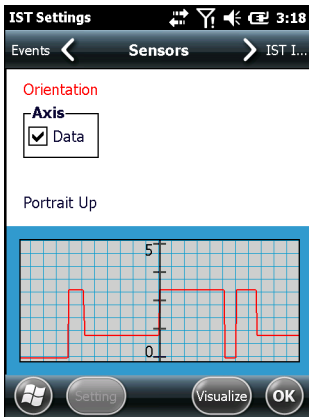 IST Settings 3:18
Events Sensors IST I...
Orientation
Axis
Data
Portrait Up
5
0
Setting Visualize OK